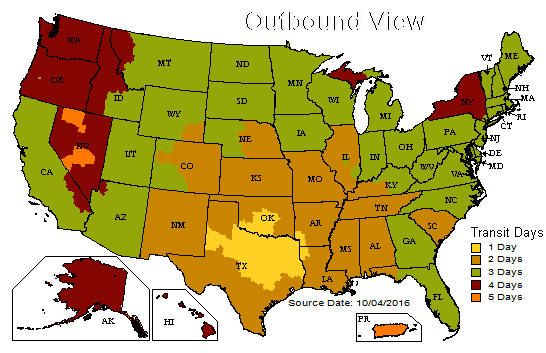 Outbound View
WA
OR
CA
ID
NV
UT
AZ
MT
WY
CO
NM
ND
SD
NE
KS
OK
TX
MN
IA
MO
AR
LA
WI
IL
MI
IN
OH
KY
TN
MS
AL
GA
FL
SC
NC
VA
WV
PA
NY
VT
ME
NH
MA
RI
CT
NJ
DE
MD
AK
HI
PR
Transit Days
1 Day
2 Days
3 Days
4 Days
5 Days
Source Date: 10/04/2016